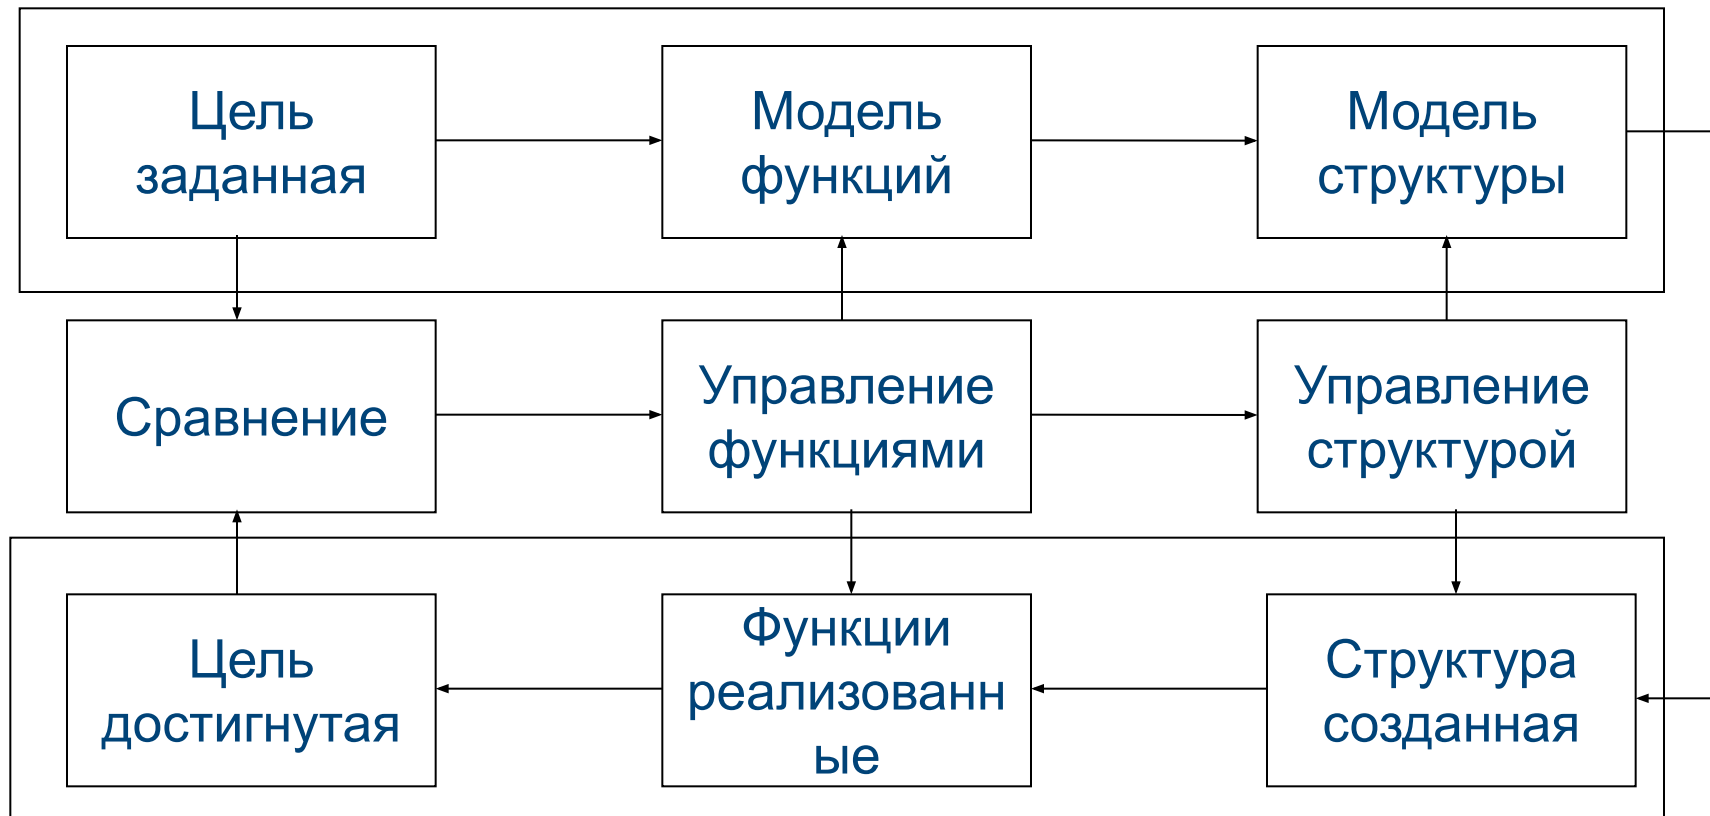 Цель
заданная
Модель
функций
Модель
структуры
Сравнение
Управление
функциями
Управление
структурой
Цель
достигнутая
Функции
реализованн
ые
Структура
созданная